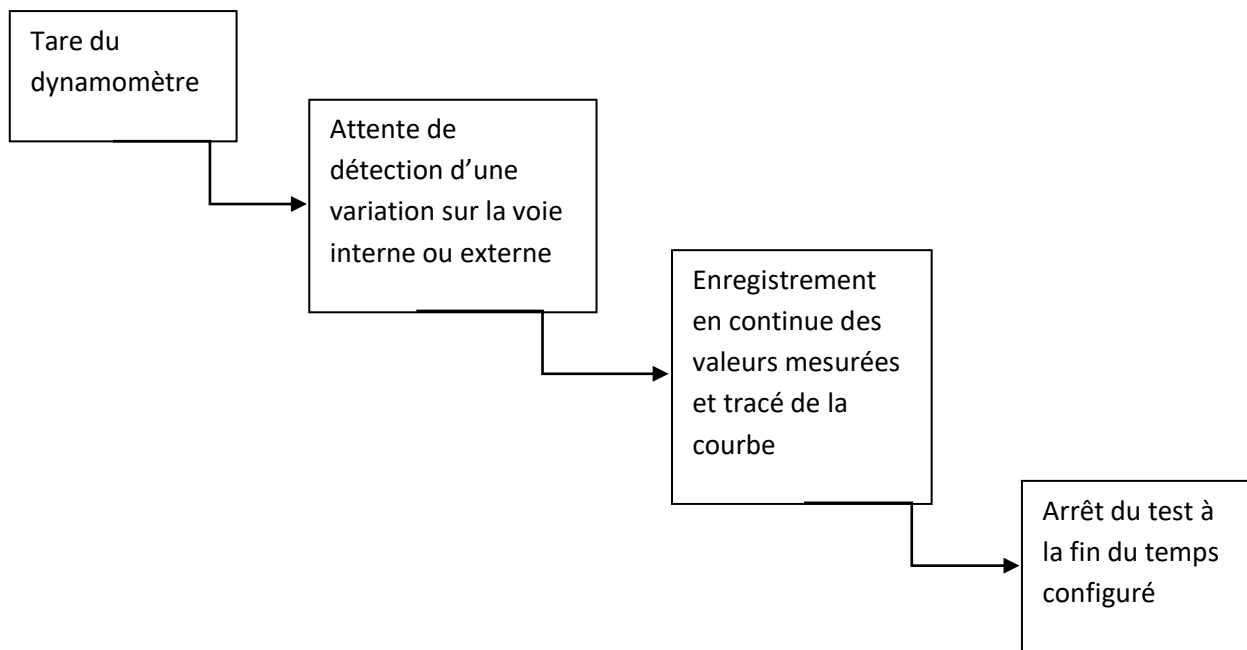 Tare du
dynamomètre
Attente de
détection d’une
variation sur la voie
interne ou externe
Enregistrement
en continue des
valeurs mesurées
et tracé de la
courbe
Arrêt du test à
la fin du temps
configuré